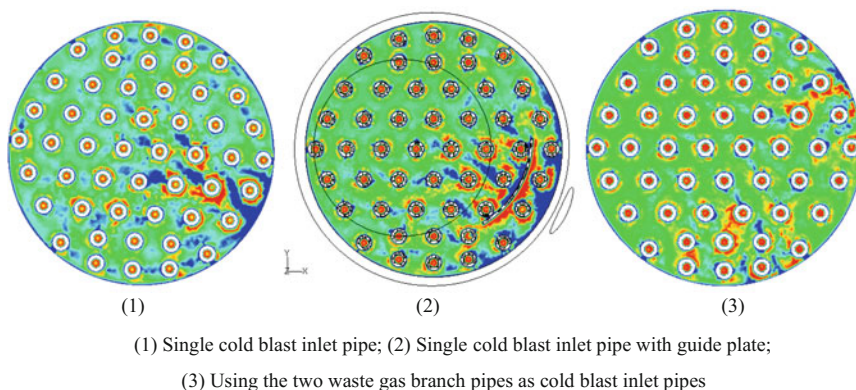 Y
Z X
(1) (2) (3)
(1) Single cold blast inlet pipe; (2) Single cold blast inlet pipe with guide plate;
(3) Using the two waste gas branch pipes as cold blast inlet pipes